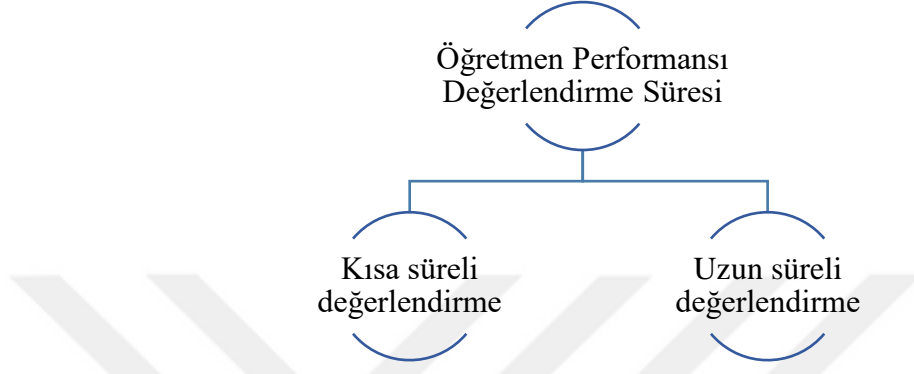 Öğretmen Performansı
Değerlendirme Süresi
Kısa süreli
değerlendirme
Uzun süreli
değerlendirme